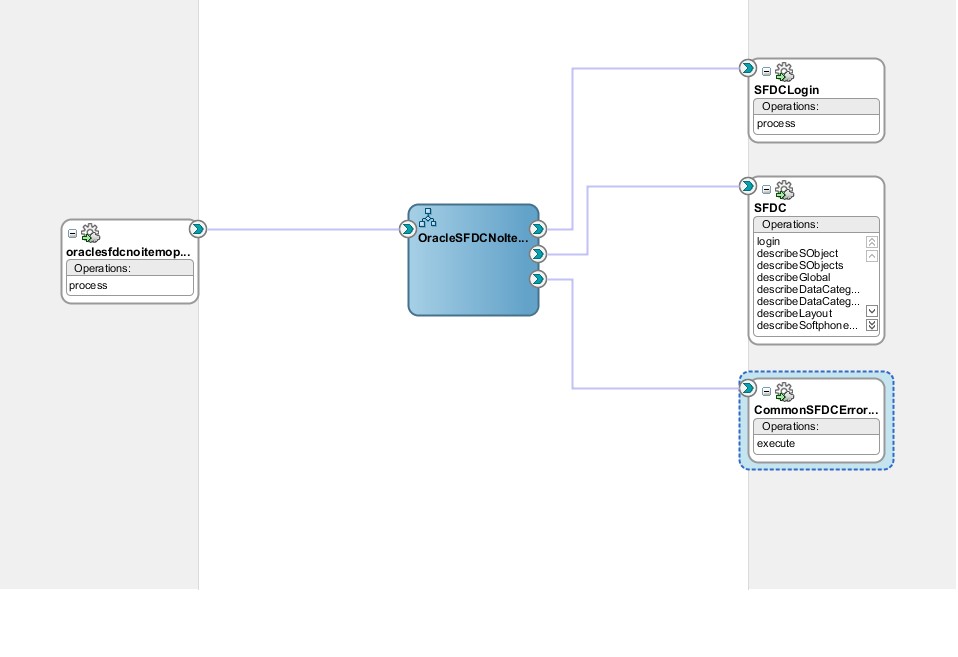 oraclesfdcnoitemop...
Operations:
process
OracleSFDCNoIte...
SFDCLogin
Operations:
process
SFDC
Operations:
login
describeSObject
describeSObjects
describeGlobal
describeDataCateg...
describeDataCateg...
describeLayout
describeSoftphone...
CommonSFDCError...
Operations:
execute